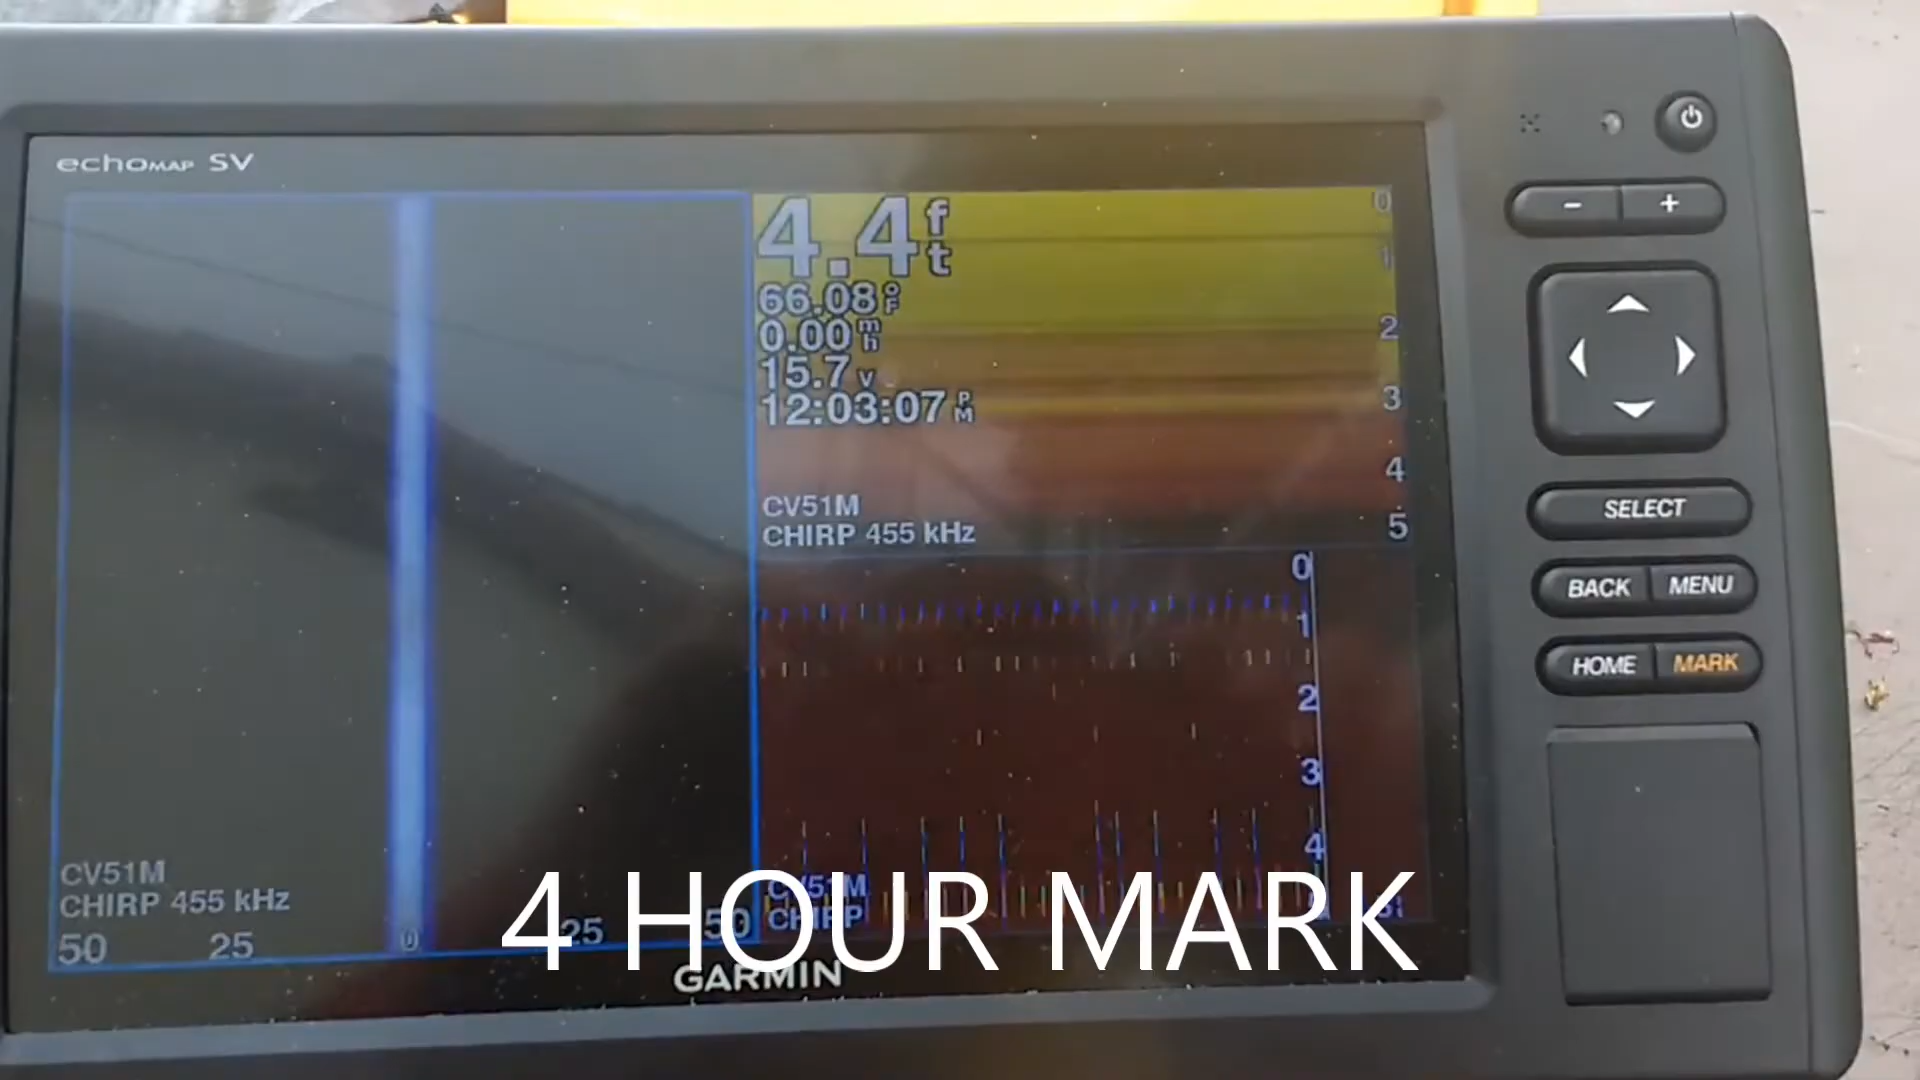 echoMAP SV
4.4 ft
66.08 °F
0.00 mh
15.7 V
12:03:07 PM
CV51M
CHIRP 455 kHz
0
1
2
3
4
5
0
1
2
3
4
CV51M
CHIRP
CV51M
CHIRP 455 kHz
50 25 0 25 50
4 HOUR MARK
GARMIN
− +
SELECT
BACK MENU
HOME MARK